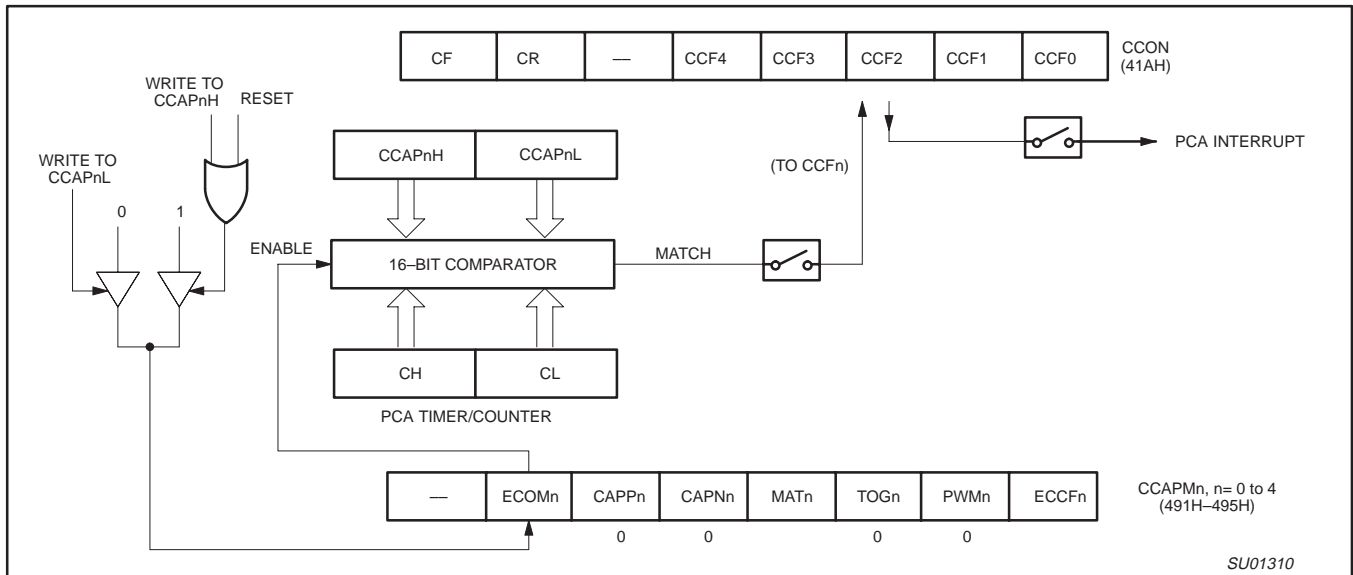 CF CR — CCF4 CCF3 CCF2 CCF1 CCF0
CCON
(41AH)
WRITE TO
CCAPnH
RESET
WRITE TO
CCAPnL
0 1
CCAPnH CCAPnL
(TO CCFn)
PCA INTERRUPT
ENABLE
16–BIT COMPARATOR
MATCH
CH CL
PCA TIMER/COUNTER
— ECOMn CAPPn CAPNn MATn TOGn PWMn ECCFn
CCAPMn, n= 0 to 4
(491H–495H)
0 0 0 0
SU01310